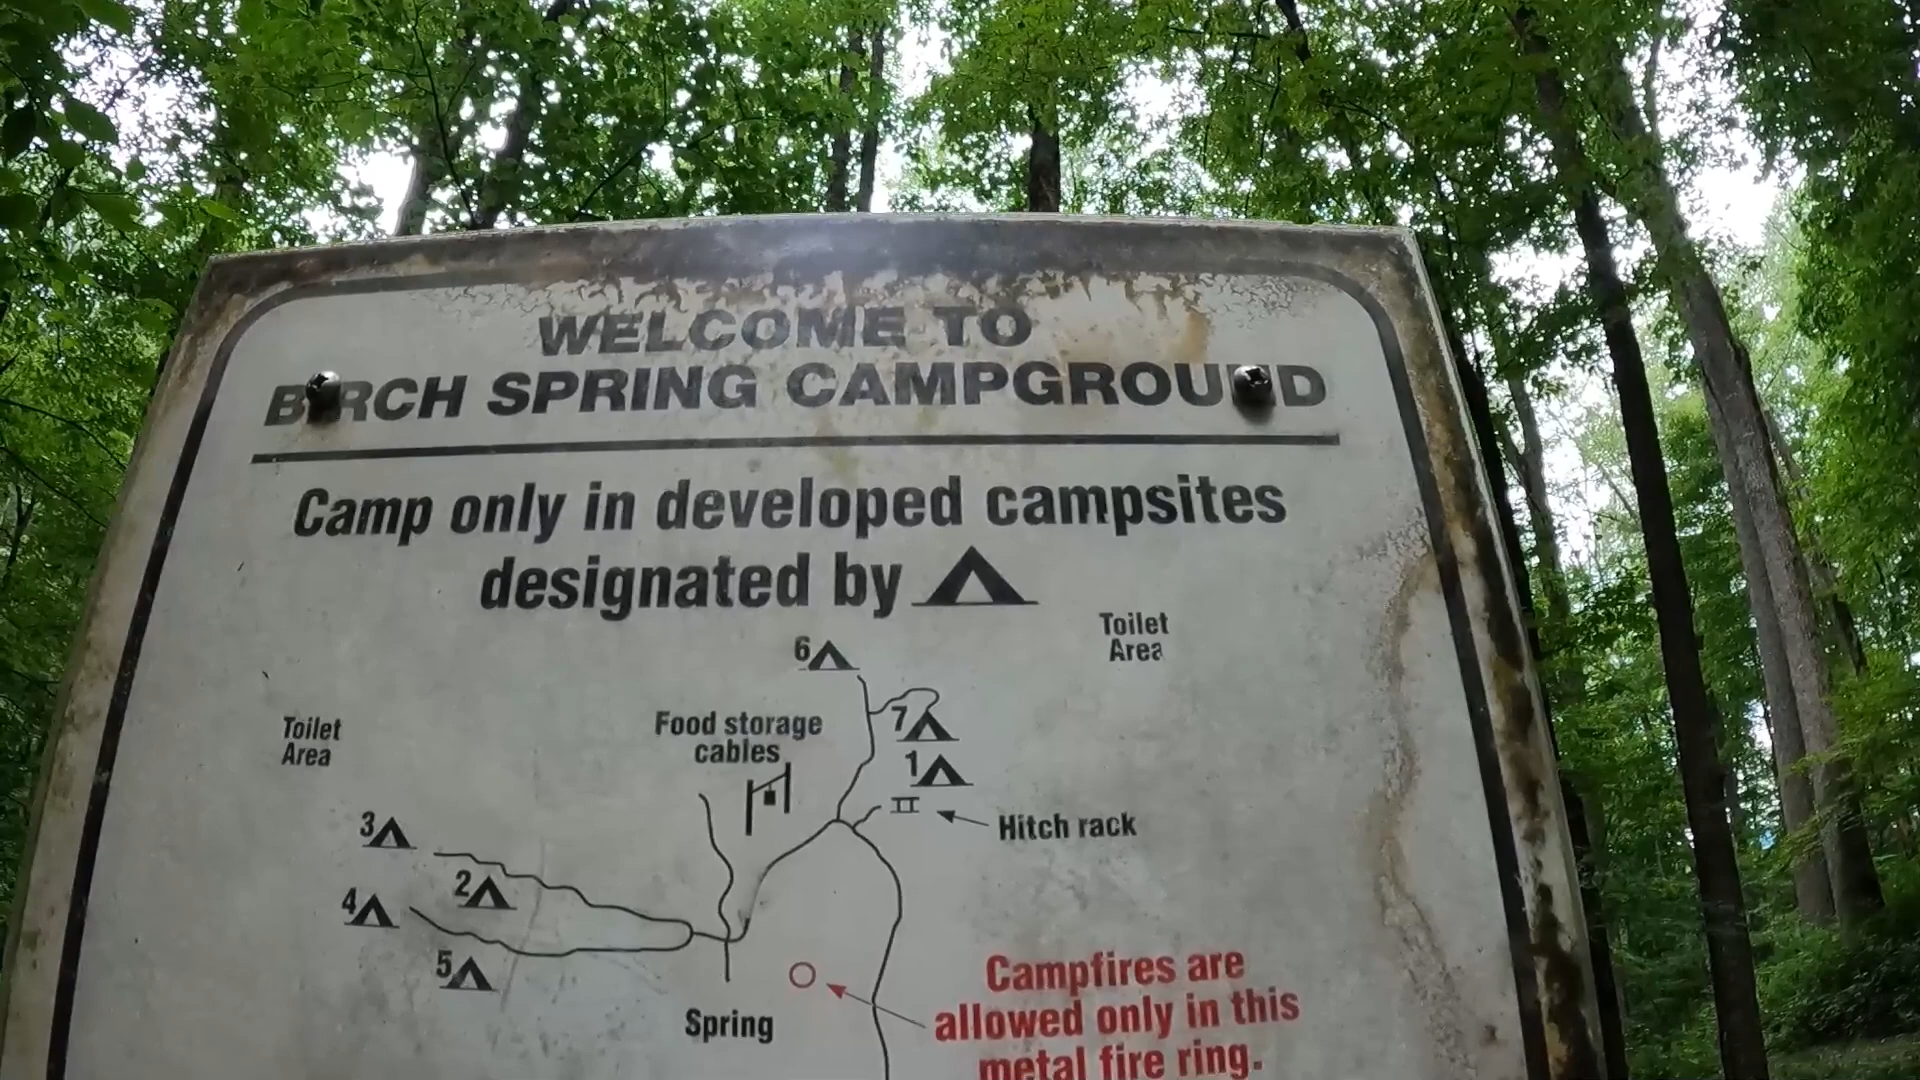 WELCOME TO
BIRCH SPRING CAMPGROUND
Camp only in developed campsites
designated by
Toilet
Area
6
7
1
Food storage
cables
Toilet
Area
Hitch rack
3
2
4
5
Spring
Campfires are
allowed only in this
metal fire ring.